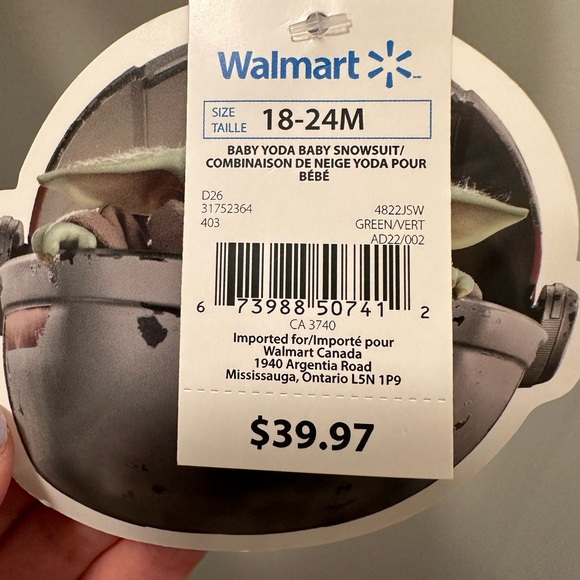 Walmart
SIZE
TAILLE
18-24M
BABY YODA BABY SNOWSUIT/
COMBINAISON DE NEIGE YODA POUR
BÉBÉ
D26
31752364
403
4822JSW
GREEN/VERT
AD22/002
6 73988 50741 2
CA 3740
Imported for/Importé pour
Walmart Canada
1940 Argentia Road
Mississauga, Ontario L5N 1P9
$39.97